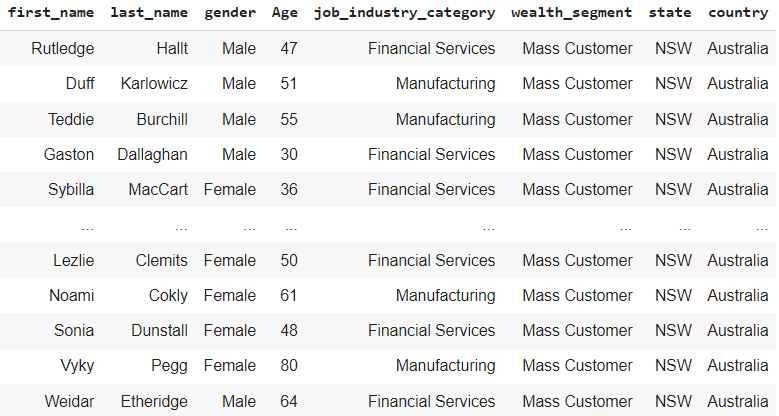 first_name last_name gender Age job_industry_category wealth_segment state country
Rutledge Hallt Male 47 Financial Services Mass Customer NSW Australia
Duff Karlowicz Male 51 Manufacturing Mass Customer NSW Australia
Teddie Burchill Male 55 Manufacturing Mass Customer NSW Australia
Gaston Dallaghan Male 30 Financial Services Mass Customer NSW Australia
Sybilla MacCart Female 36 Financial Services Mass Customer NSW Australia
... ... ... ... ... ... ... ...
Lezlie Clemits Female 50 Financial Services Mass Customer NSW Australia
Noami Cokly Female 61 Manufacturing Mass Customer NSW Australia
Sonia Dunstall Female 48 Financial Services Mass Customer NSW Australia
Vyky Pegg Female 80 Manufacturing Mass Customer NSW Australia
Weidar Etheridge Male 64 Financial Services Mass Customer NSW Australia